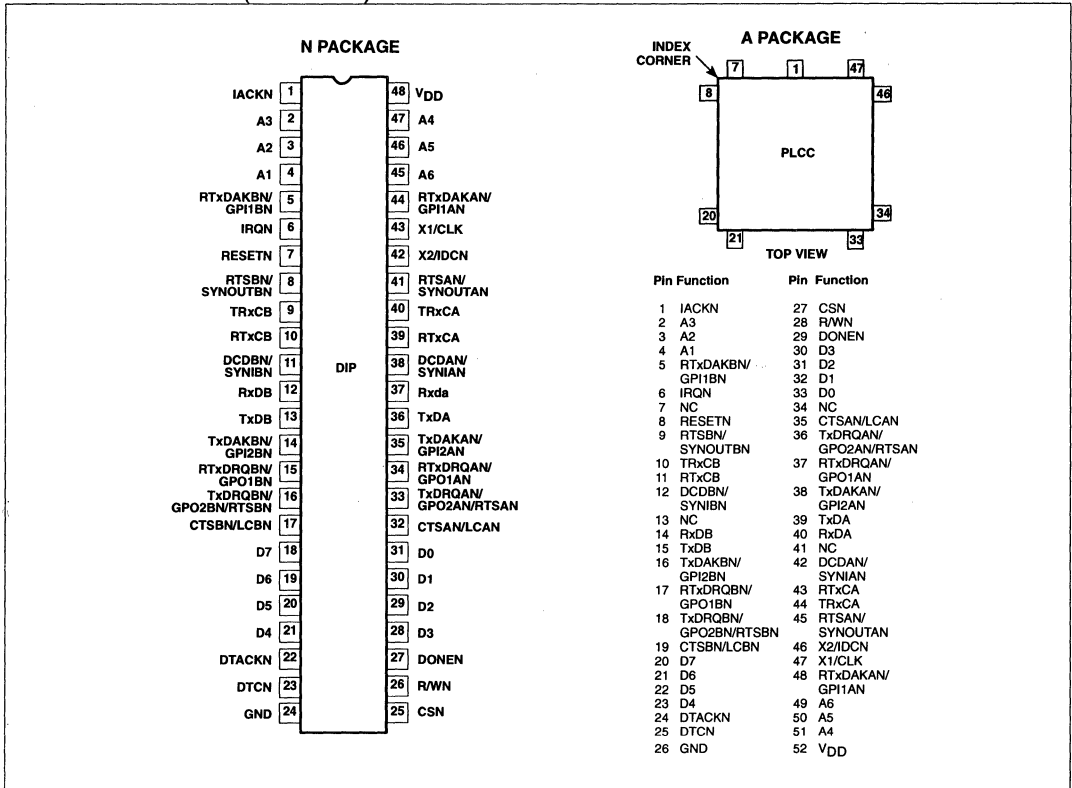 N PACKAGE
IACKN 1
A3 2
A2 3
A1 4
RTxDAKBN/
GPI1BN 5
IRQN 6
RESETN 7
RTSBN/
SYNOUTBN 8
TRxCB 9
RTxCB 10
DCDBN/
SYNIBN 11
RxDB 12
TxDB 13
TxDAKBN/
GPI2BN 14
RTxDRQBN/
GPO1BN 15
TxDRQBN/
GPO2BN/RTSBN 16
CTSBN/LCBN 17
D7 18
D6 19
D5 20
D4 21
DTACKN 22
DTCN 23
GND 24
DIP
48 VDD
47 A4
46 A5
45 A6
44 RTxDAKAN/
GPI1AN
43 X1/CLK
42 X2/IDCN
41 RTSAN/
SYNOUTAN
40 TRxCA
39 RTxCA
38 DCDAN/
SYNIAN
37 Rxda
36 TxDA
35 TxDAKAN/
GPI2AN
34 RTxDRQAN/
GPO1AN
33 TxDRQAN/
GPO2AN/RTSAN
32 CTSAN/LCAN
31 D0
30 D1
29 D2
28 D3
27 DONEN
26 R/WN
25 CSN
A PACKAGE
INDEX
CORNER
7 1 47
8 46
PLCC
20 34
21 33
TOP VIEW
Pin Function
1 IACKN
2 A3
3 A2
4 A1
5 RTxDAKBN/
GPI1BN
6 IRQN
7 NC
8 RESETN
9 RTSBN/
SYNOUTBN
10 TRxCB
11 RTxCB
12 DCDBN/
SYNIBN
13 NC
14 RxDB
15 TxDB
16 TxDAKBN/
GPI2BN
17 RTxDRQBN/
GPO1BN
18 TxDRQBN/
GPO2BN/RTSBN
19 CTSBN/LCBN
20 D7
21 D6
22 D5
23 D4
24 DTACKN
25 DTCN
26 GND
Pin Function
27 CSN
28 R/WN
29 DONEN
30 D3
31 D2
32 D1
33 D0
34 NC
35 CTSAN/LCAN
36 TxDRQAN/
GPO2AN/RTSAN
37 RTxDRQAN/
GPO1AN
38 TxDAKAN/
GPI2AN
39 TxDA
40 RxDA
41 NC
42 DCDAN/
SYNIAN
43 RTxCA
44 TRxCA
45 RTSAN/
SYNOUTAN
46 X2/IDCN
47 X1/CLK
48 RTxDAKAN/
GPI1AN
49 A6
50 A5
51 A4
52 VDD